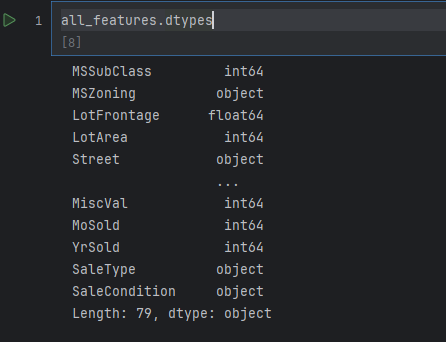 1 all_features.dtypes
[8]
MSSubClass int64
MSZoning object
LotFrontage float64
LotArea int64
Street object
...
MiscVal int64
MoSold int64
YrSold int64
SaleType object
SaleCondition object
Length: 79, dtype: object